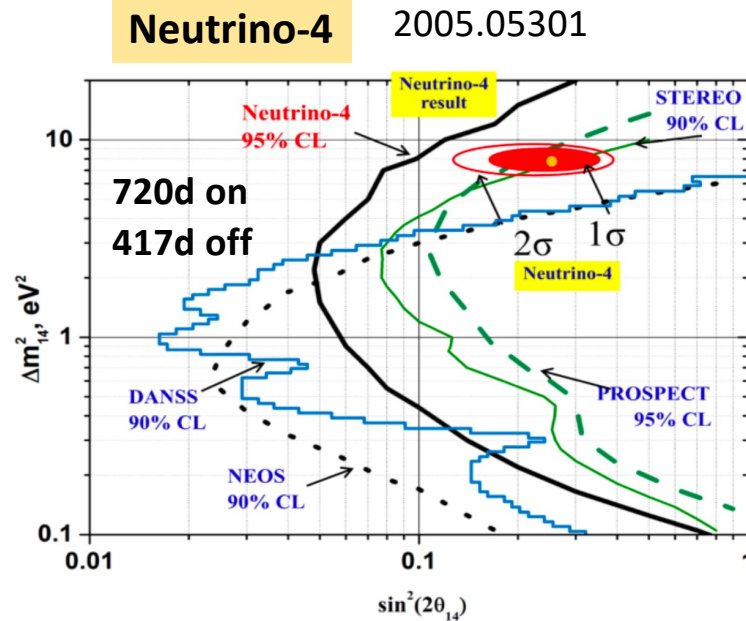 Neutrino-4
2005.05301
Neutrino-4
result
Neutrino-4
95% CL
STEREO
90% CL
10
720d on
417d off
2σ
1σ
Neutrino-4
Δm²₁₄, eV²
1
DANSS
90% CL
PROSPECT
95% CL
NEOS
90% CL
0.1
0.01
0.1
1
sin²(2θ₁₄)